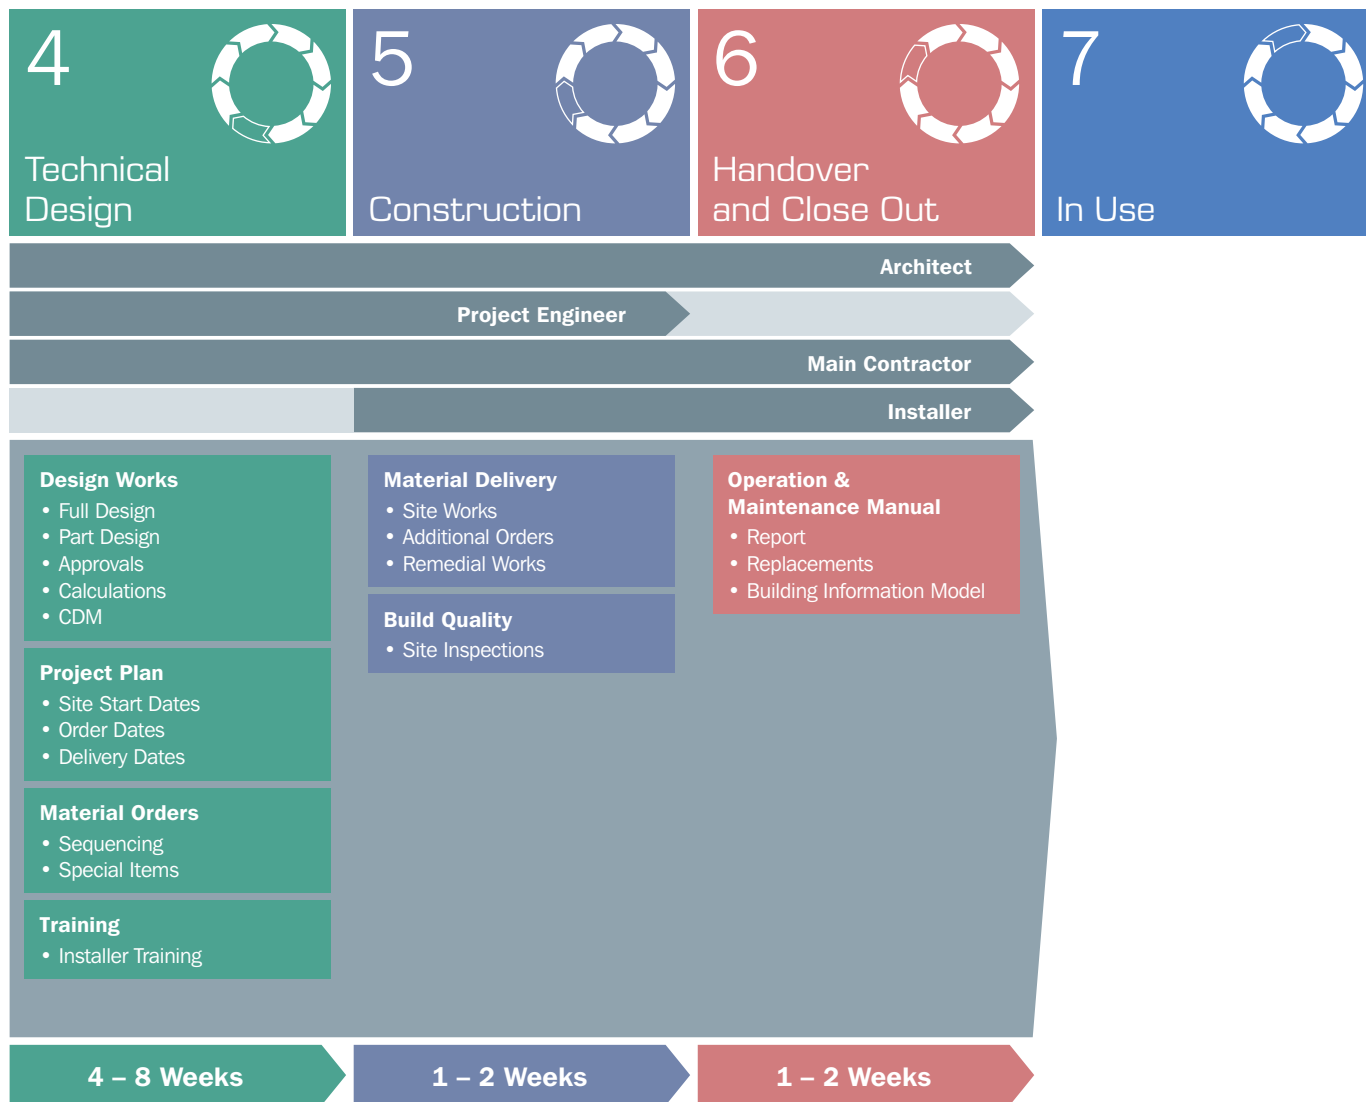 4
Technical
Design
5
Construction
6
Handover
and Close Out
7
In Use
Architect
Project Engineer
Main Contractor
Installer
Design Works
• Full Design
• Part Design
• Approvals
• Calculations
• CDM
Project Plan
• Site Start Dates
• Order Dates
• Delivery Dates
Material Orders
• Sequencing
• Special Items
Training
• Installer Training
Material Delivery
• Site Works
• Additional Orders
• Remedial Works
Build Quality
• Site Inspections
Operation &
Maintenance Manual
• Report
• Replacements
• Building Information Model
4 – 8 Weeks
1 – 2 Weeks
1 – 2 Weeks